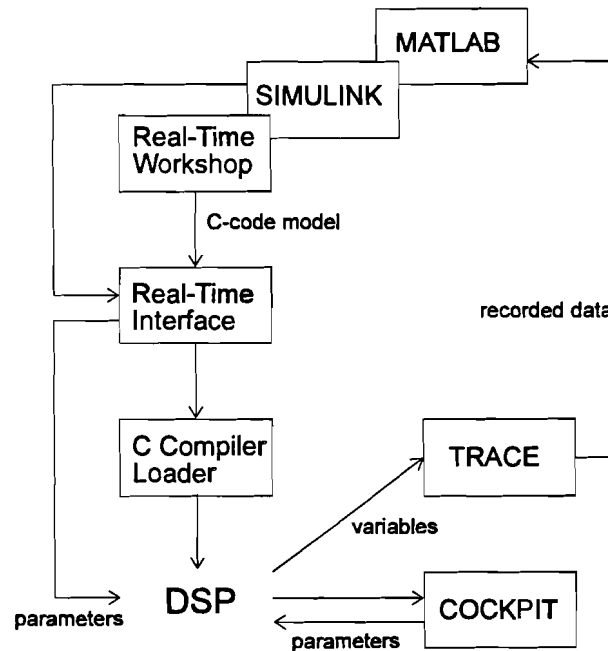 MATLAB
SIMULINK
Real-Time
Workshop
C-code model
Real-Time
Interface
recorded data
C Compiler
Loader
TRACE
variables
DSP
parameters
COCKPIT
parameters